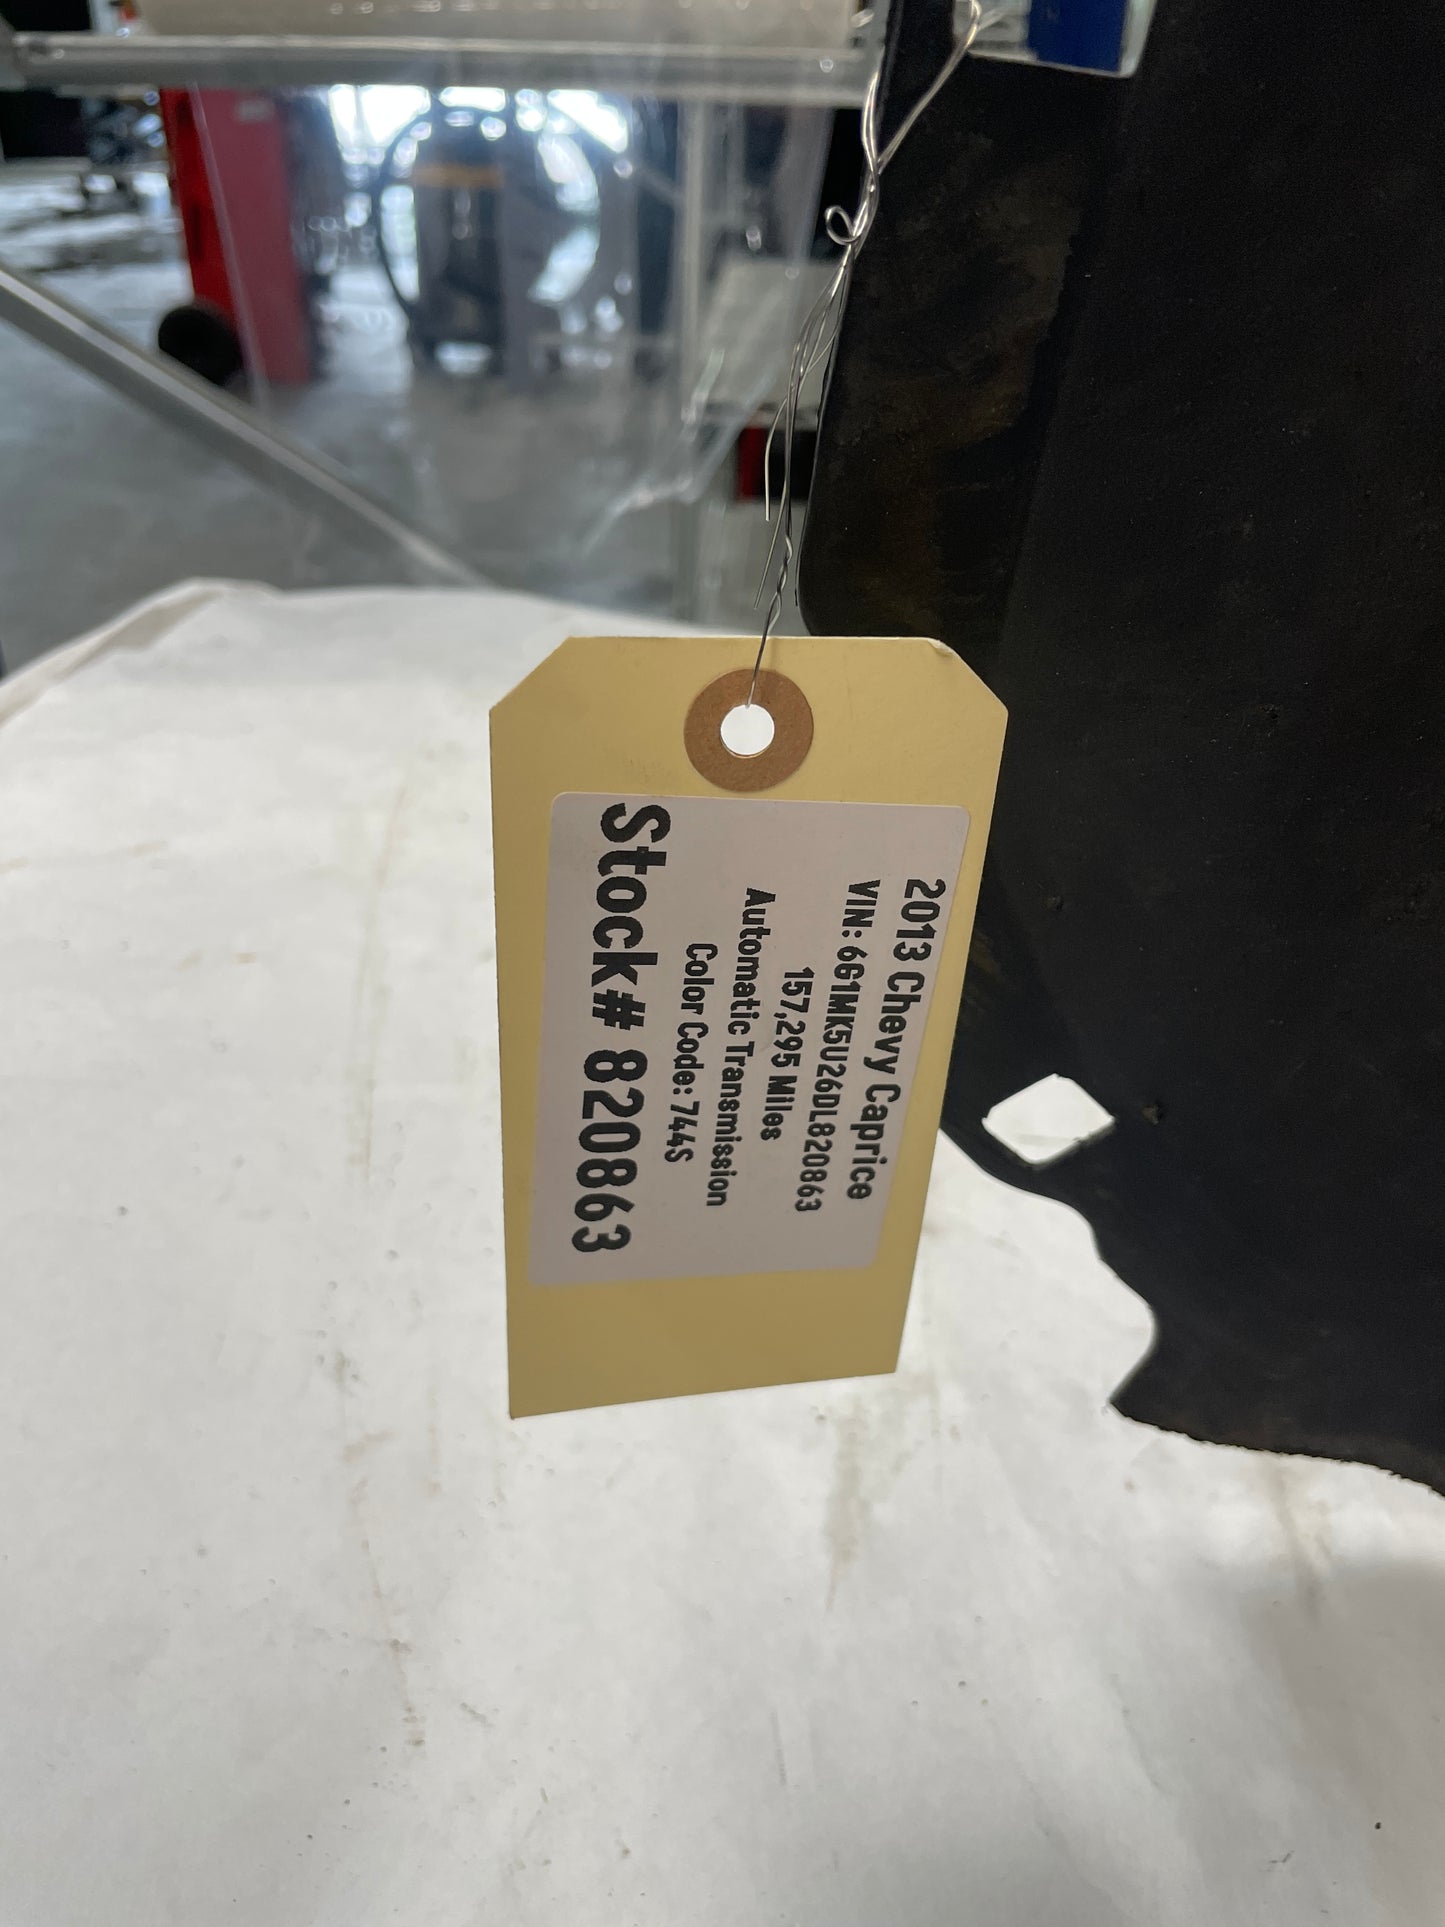 2013 Chevy Caprice
VIN: 6G1MK5U26DL820863
157,295 Miles
Automatic Transmission
Color Code: 744S
Stock# 820863